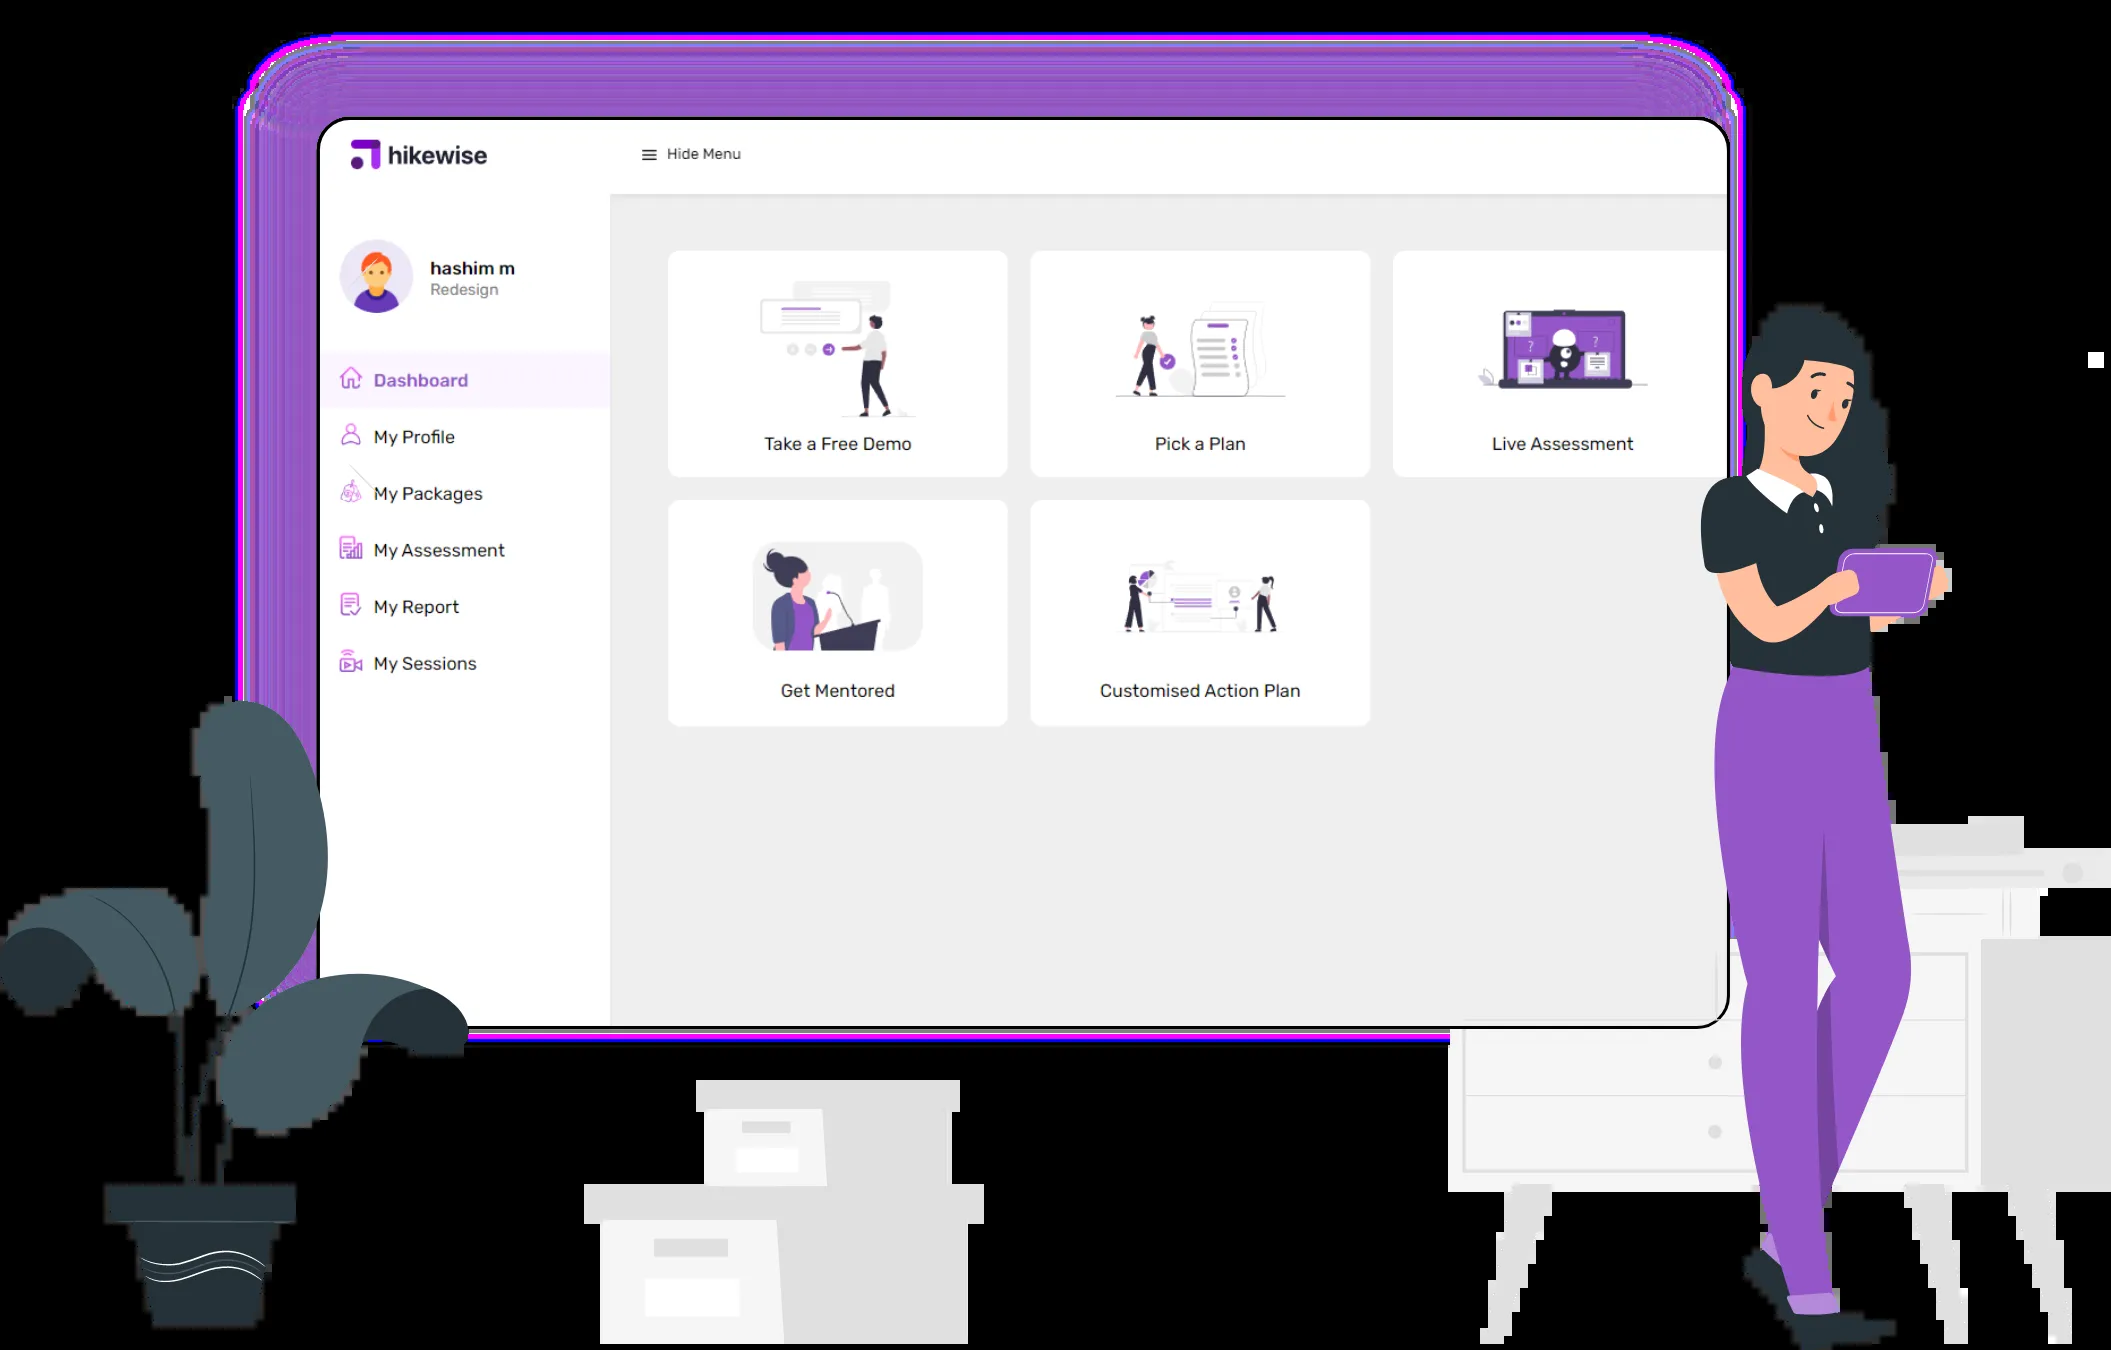 hikewise
Hide Menu
hashim m
Redesign
Dashboard
My Profile
My Packages
My Assessment
My Report
My Sessions
Take a Free Demo
Pick a Plan
Live Assessment
Get Mentored
Customised Action Plan